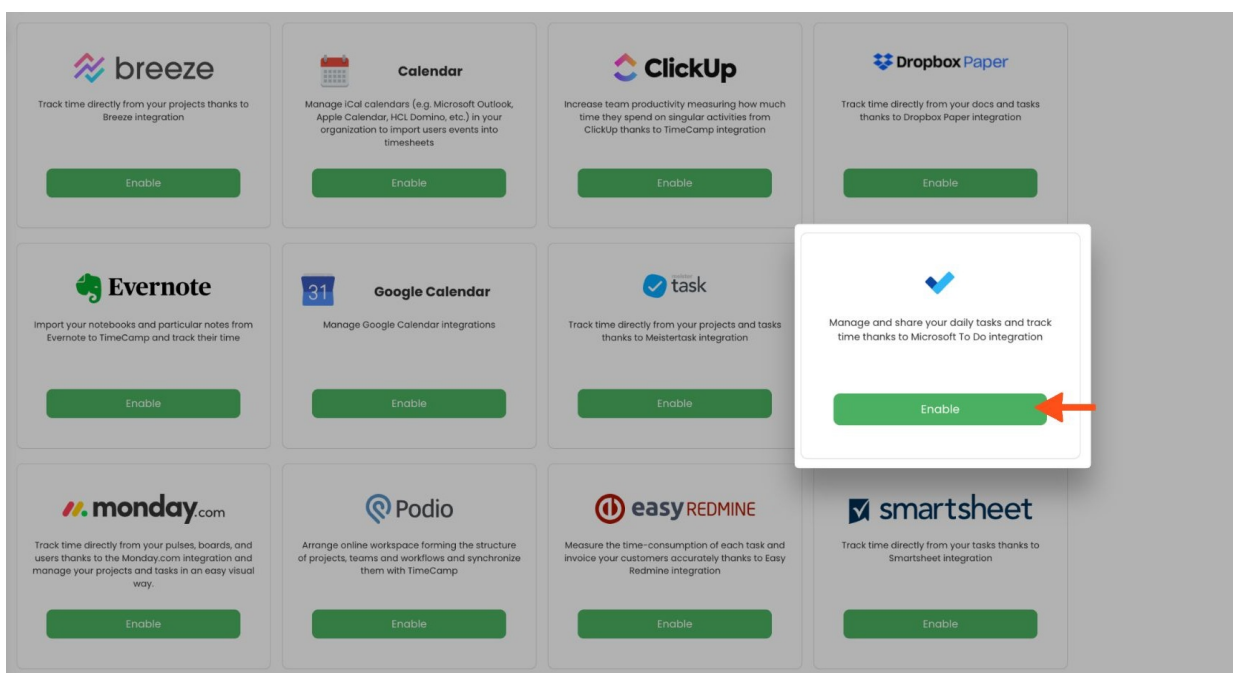 breeze
Track time directly from your projects thanks to
Breeze integration
Enable
Calendar
Manage iCal calendars (e.g. Microsoft Outlook,
Apple Calendar, HCL Domino, etc.) in your
organization to import users events into
timesheets
Enable
ClickUp
Increase team productivity measuring how much
time they spend on singular activities from
ClickUp thanks to TimeCamp integration
Enable
Dropbox Paper
Track time directly from your docs and tasks
thanks to Dropbox Paper integration
Enable
Evernote
Import your notebooks and particular notes from
Evernote to TimeCamp and track their time
Enable
31
Google Calendar
Manage Google Calendar integrations
Enable
task
Track time directly from your projects and tasks
thanks to Meistertask integration
Enable
Manage and share your daily tasks and track
time thanks to Microsoft To Do integration
Enable
monday.com
Track time directly from your pulses, boards, and
users thanks to the Monday.com integration and
manage your projects and tasks in an easy visual
way.
Enable
Podio
Arrange online workspace forming the structure
of projects, teams and workflows and synchronize
them with TimeCamp
Enable
easy REDMINE
Measure the time-consumption of each task and
invoice your customers accurately thanks to Easy
Redmine integration
Enable
smartsheet
Track time directly from your tasks thanks to
Smartsheet integration
Enable